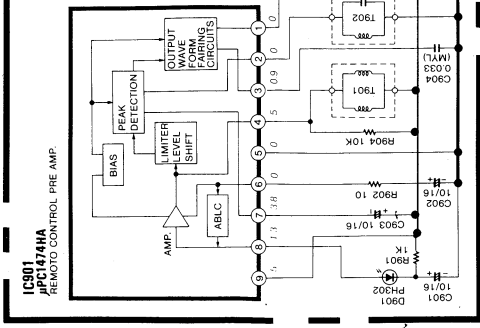 IC901
µPC1474HA
REMOTO CONTROL PRE AMP.
OUTPUT
WAVE
FORM
FAIRING
CIRCUITS
PEAK
DETECTION
LIMITER
LEVEL
SHIFT
BIAS
AMP.
ABLC
1
2
3
4
5
6
7
8
9
0
0
0.9
5
0
0
3.8
1.3
5
T902
C904
0.033
(MYL)
T901
R904 10K
R902 10
C902
10/16
C903 10/16
R901
1K
D901
PH302
C901
10/16